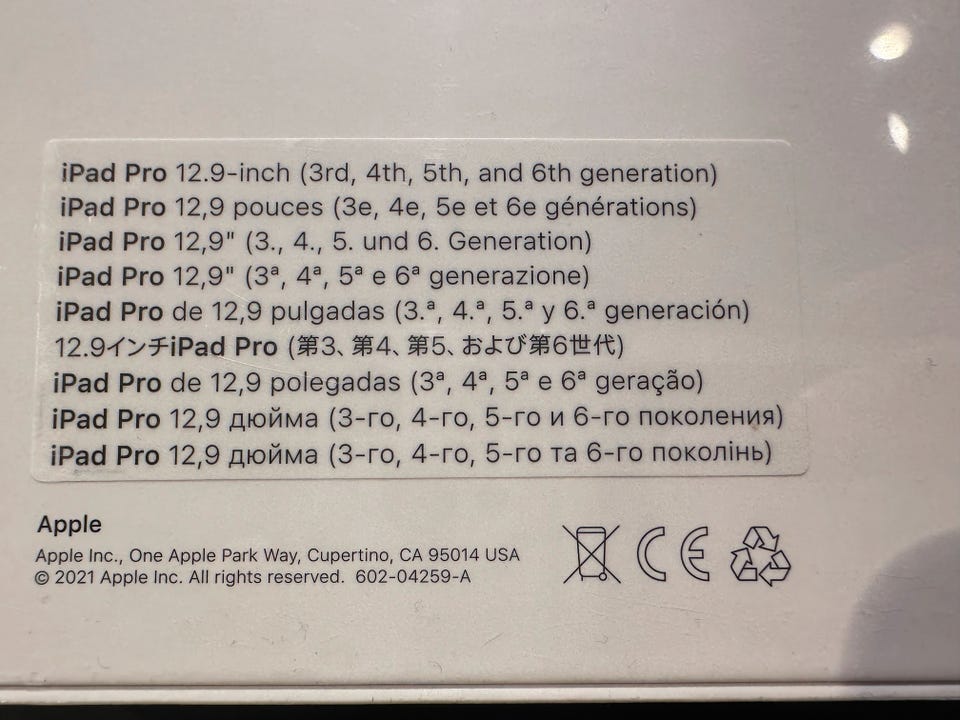 iPad Pro 12.9-inch (3rd, 4th, 5th, and 6th generation)
iPad Pro 12,9 pouces (3e, 4e, 5e et 6e générations)
iPad Pro 12,9" (3., 4., 5. und 6. Generation)
iPad Pro 12,9" (3ª, 4ª, 5ª e 6ª generazione)
iPad Pro de 12,9 pulgadas (3.ª, 4.ª, 5.ª y 6.ª generación)
12.9インチiPad Pro (第3、第4、第5、および第6世代)
iPad Pro de 12,9 polegadas (3ª, 4ª, 5ª e 6ª geração)
iPad Pro 12,9 дюйма (3-го, 4-го, 5-го и 6-го поколения)
iPad Pro 12,9 дюйма (3-го, 4-го, 5-го та 6-го поколінь)
Apple
Apple Inc., One Apple Park Way, Cupertino, CA 95014 USA
© 2021 Apple Inc. All rights reserved. 602-04259-A
CE